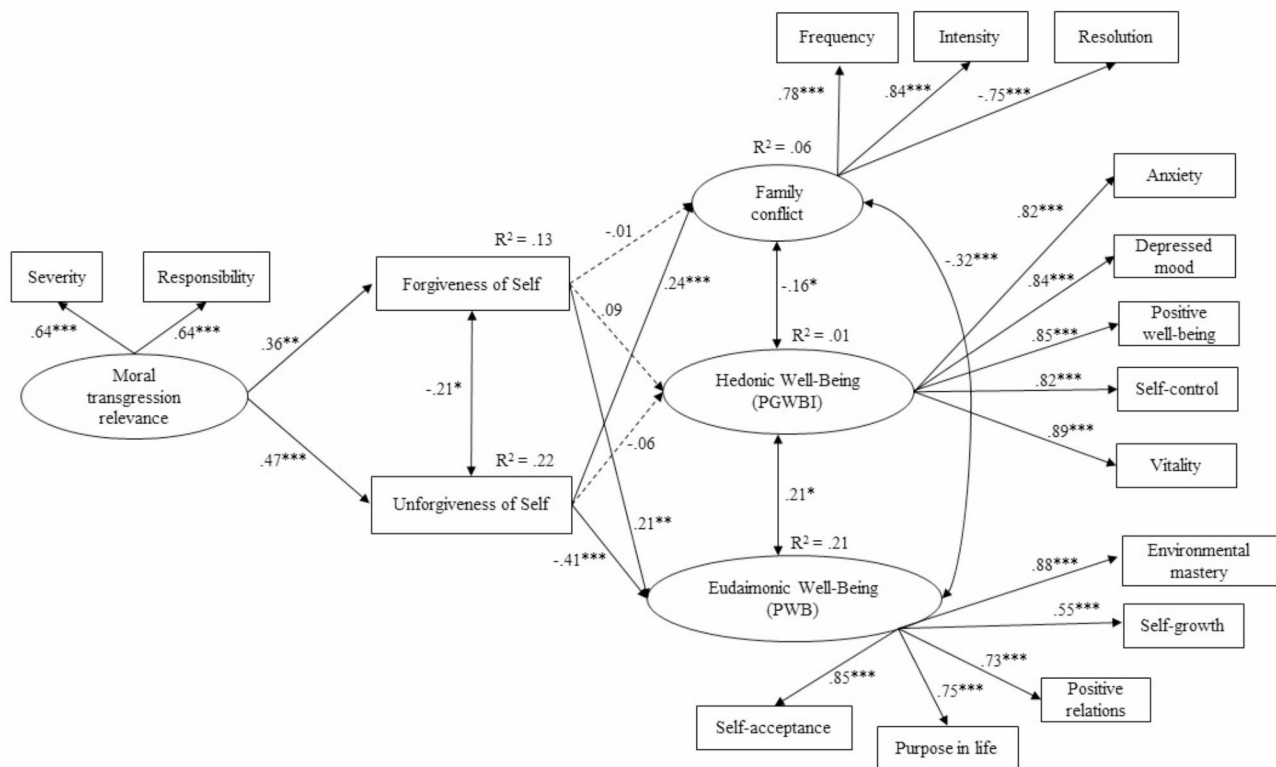 Frequency
Intensity
Resolution
.78***
.84***
-.75***
R² = .06
Family
conflict
Anxiety
.82***
Depressed
mood
.84***
Positive
well-being
.85***
Self-control
.82***
Vitality
.89***
-.32***
-.01
R² = .13
Severity
Responsibility
Forgiveness of Self
.64***
.64***
.36**
.24***
.09
-.16*
R² = .01
Moral
transgression
relevance
-.21*
Hedonic Well-Being
(PGWBI)
.47***
R² = .22
-.06
Unforgiveness of Self
.21*
.21**
-.41***
R² = .21
Eudaimonic Well-Being
(PWB)
Environmental
mastery
.88***
Self-growth
.55***
Positive
relations
.73***
.85***
.75***
Self-acceptance
Purpose in life